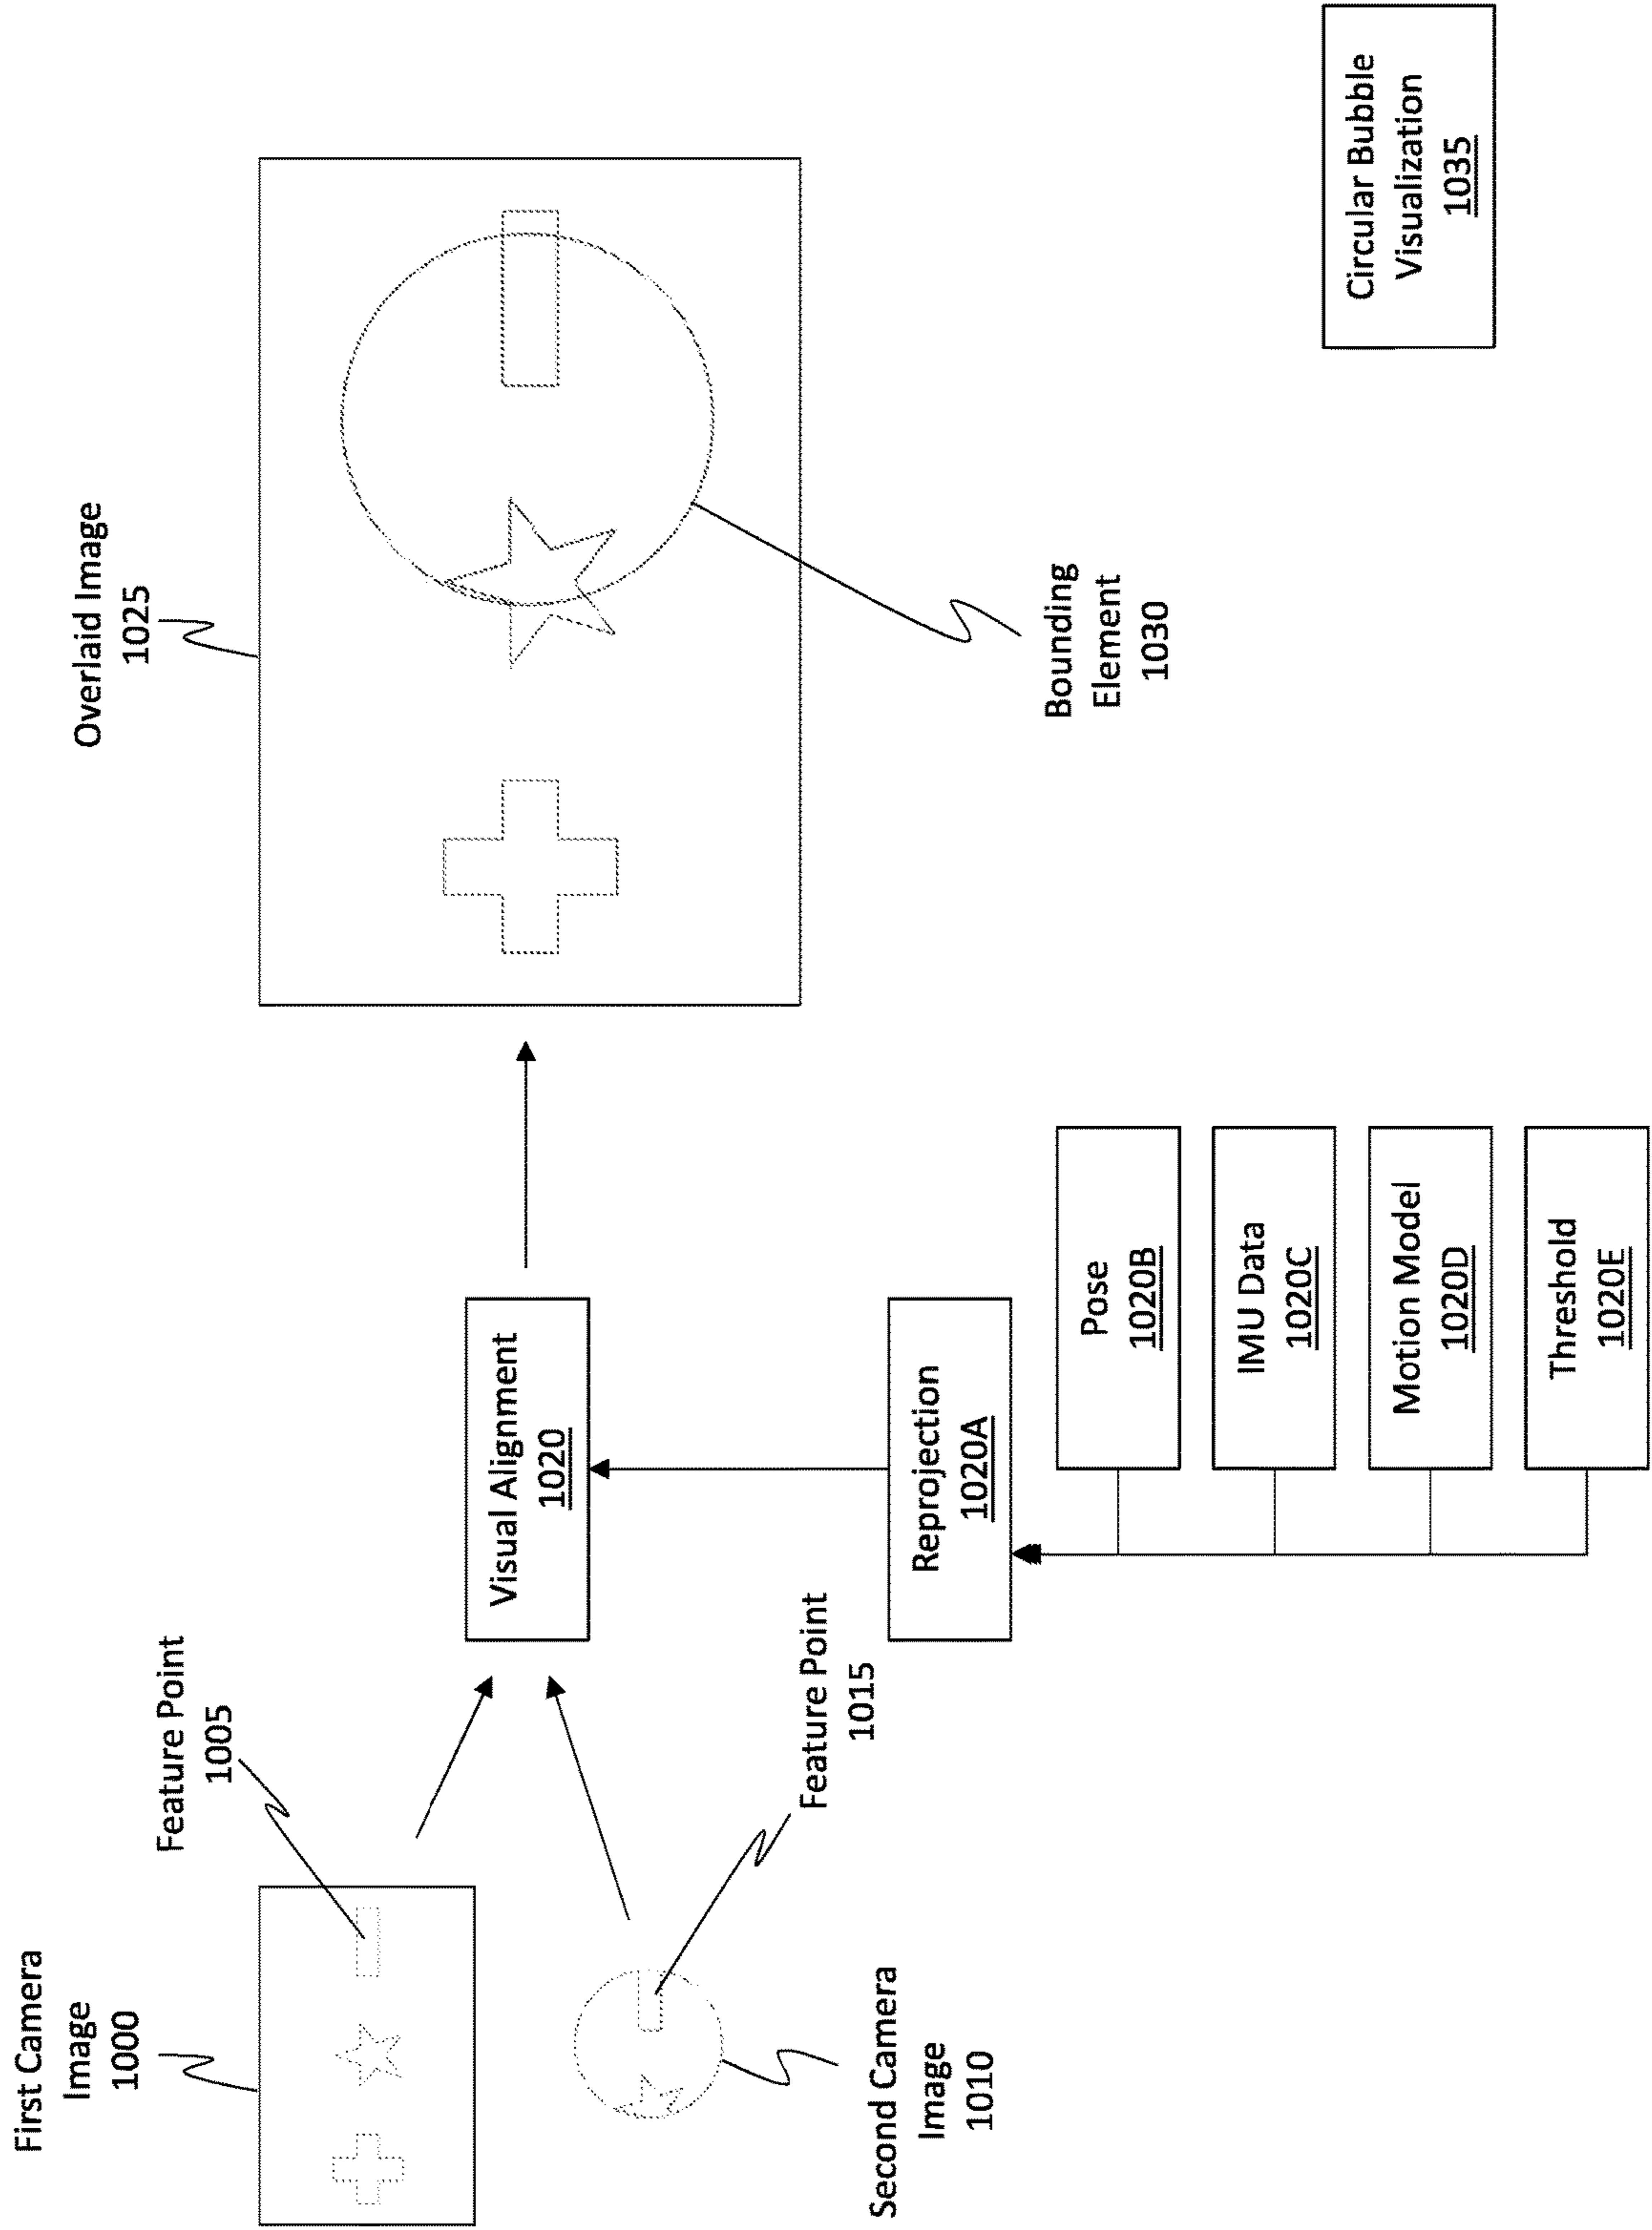 First Camera
Image
1000
Feature Point
1005
Overlaid Image
1025
Visual Alignment
1020
Second Camera
Image
1010
Feature Point
1015
Reprojection
1020A
Pose
1020B
IMU Data
1020C
Motion Model
1020D
Threshold
1020E
Bounding
Element
1030
Circular Bubble
Visualization
1035